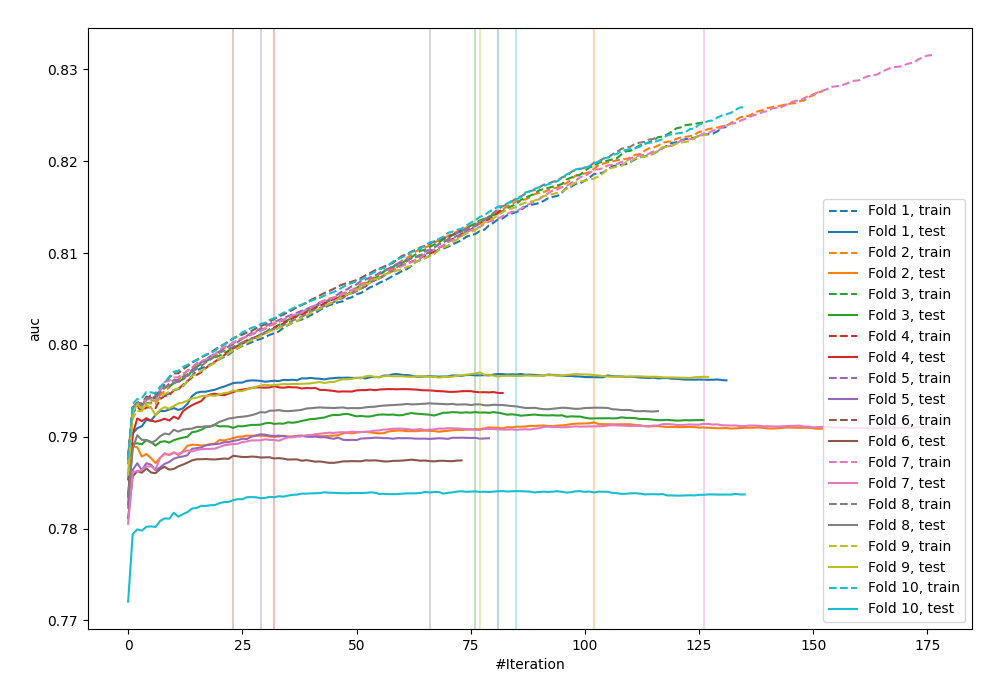 0.83
0.82
0.81
0.80
0.79
0.78
0.77
auc
0
25
50
75
100
125
150
175
#Iteration
Fold 1, train
Fold 1, test
Fold 2, train
Fold 2, test
Fold 3, train
Fold 3, test
Fold 4, train
Fold 4, test
Fold 5, train
Fold 5, test
Fold 6, train
Fold 6, test
Fold 7, train
Fold 7, test
Fold 8, train
Fold 8, test
Fold 9, train
Fold 9, test
Fold 10, train
Fold 10, test